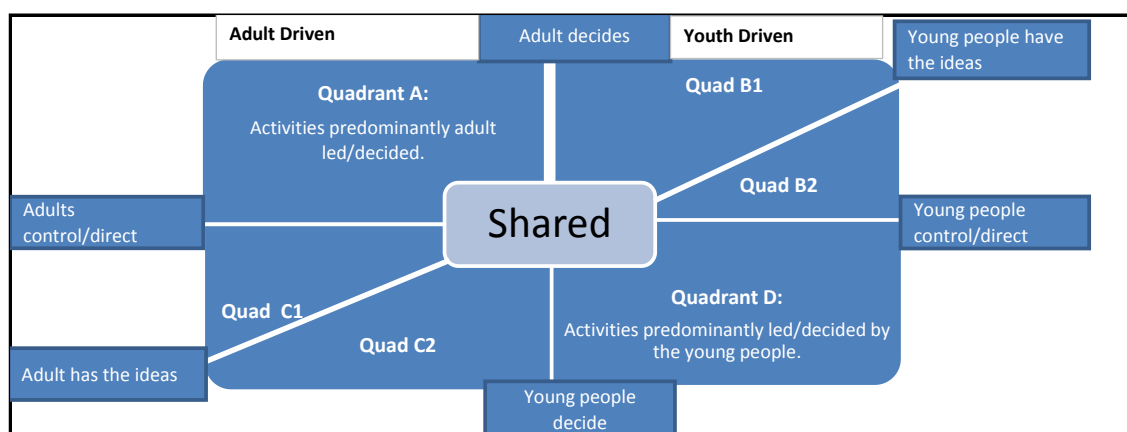 Adult Driven
Adult decides
Youth Driven
Young people have
the ideas
Quadrant A:
Activities predominantly adult
led/decided.
Quad B1
Quad B2
Adults
control/direct
Shared
Young people
control/direct
Quad  C1
Quad C2
Quadrant D:
Activities predominantly led/decided by
the young people.
Adult has the ideas
Young people
decide